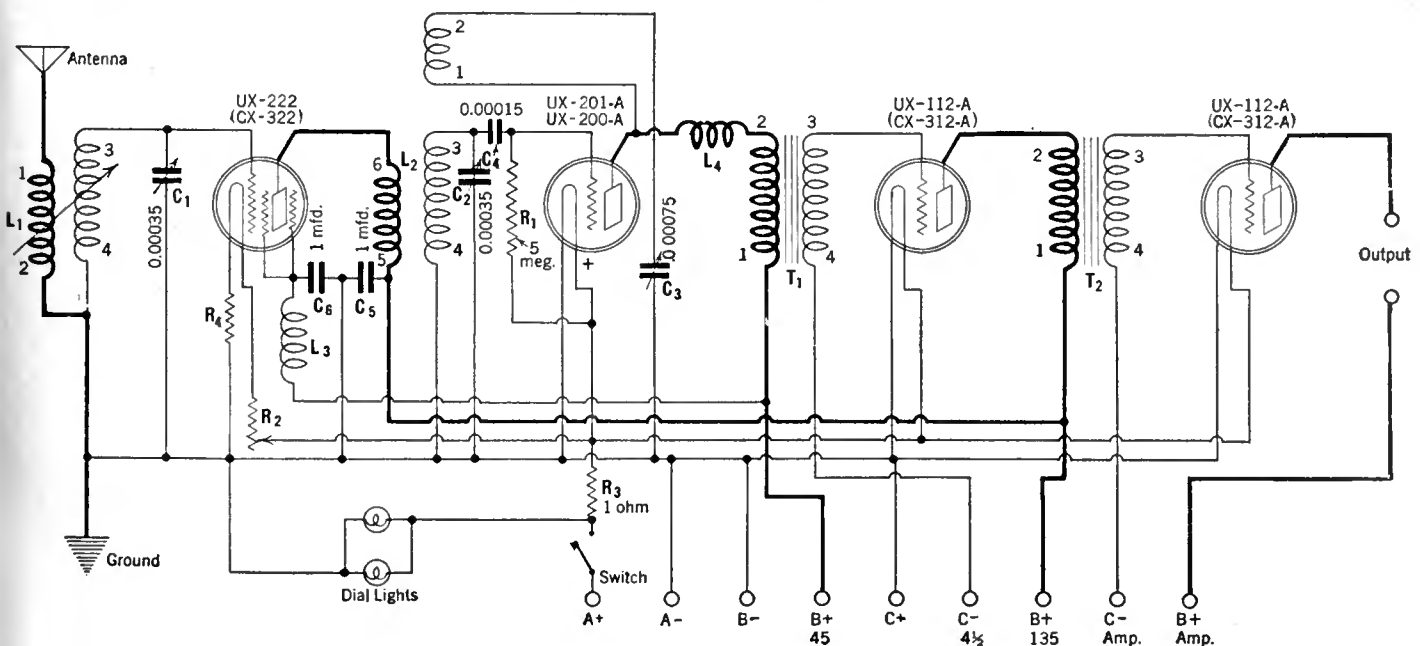 Antenna
1
L1
2
3
4
C1
0.00035
UX-222
(CX-322)
R4
R2
1 mfd.
C6
1 mfd.
C5
L3
6
L2
5
3
4
2
1
0.00015
C4
C2
0.00035
R1
5
meg.
UX-201-A
UX-200-A
+
L4
0.00075
C3
2
1
T1
3
4
UX-112-A
(CX-312-A)
2
1
T2
3
4
UX-112-A
(CX-312-A)
Output
R3
1 ohm
Switch
Dial Lights
Ground
A+
A-
B-
B+
45
C+
C-
4½
B+
135
C-
Amp.
B+
Amp.